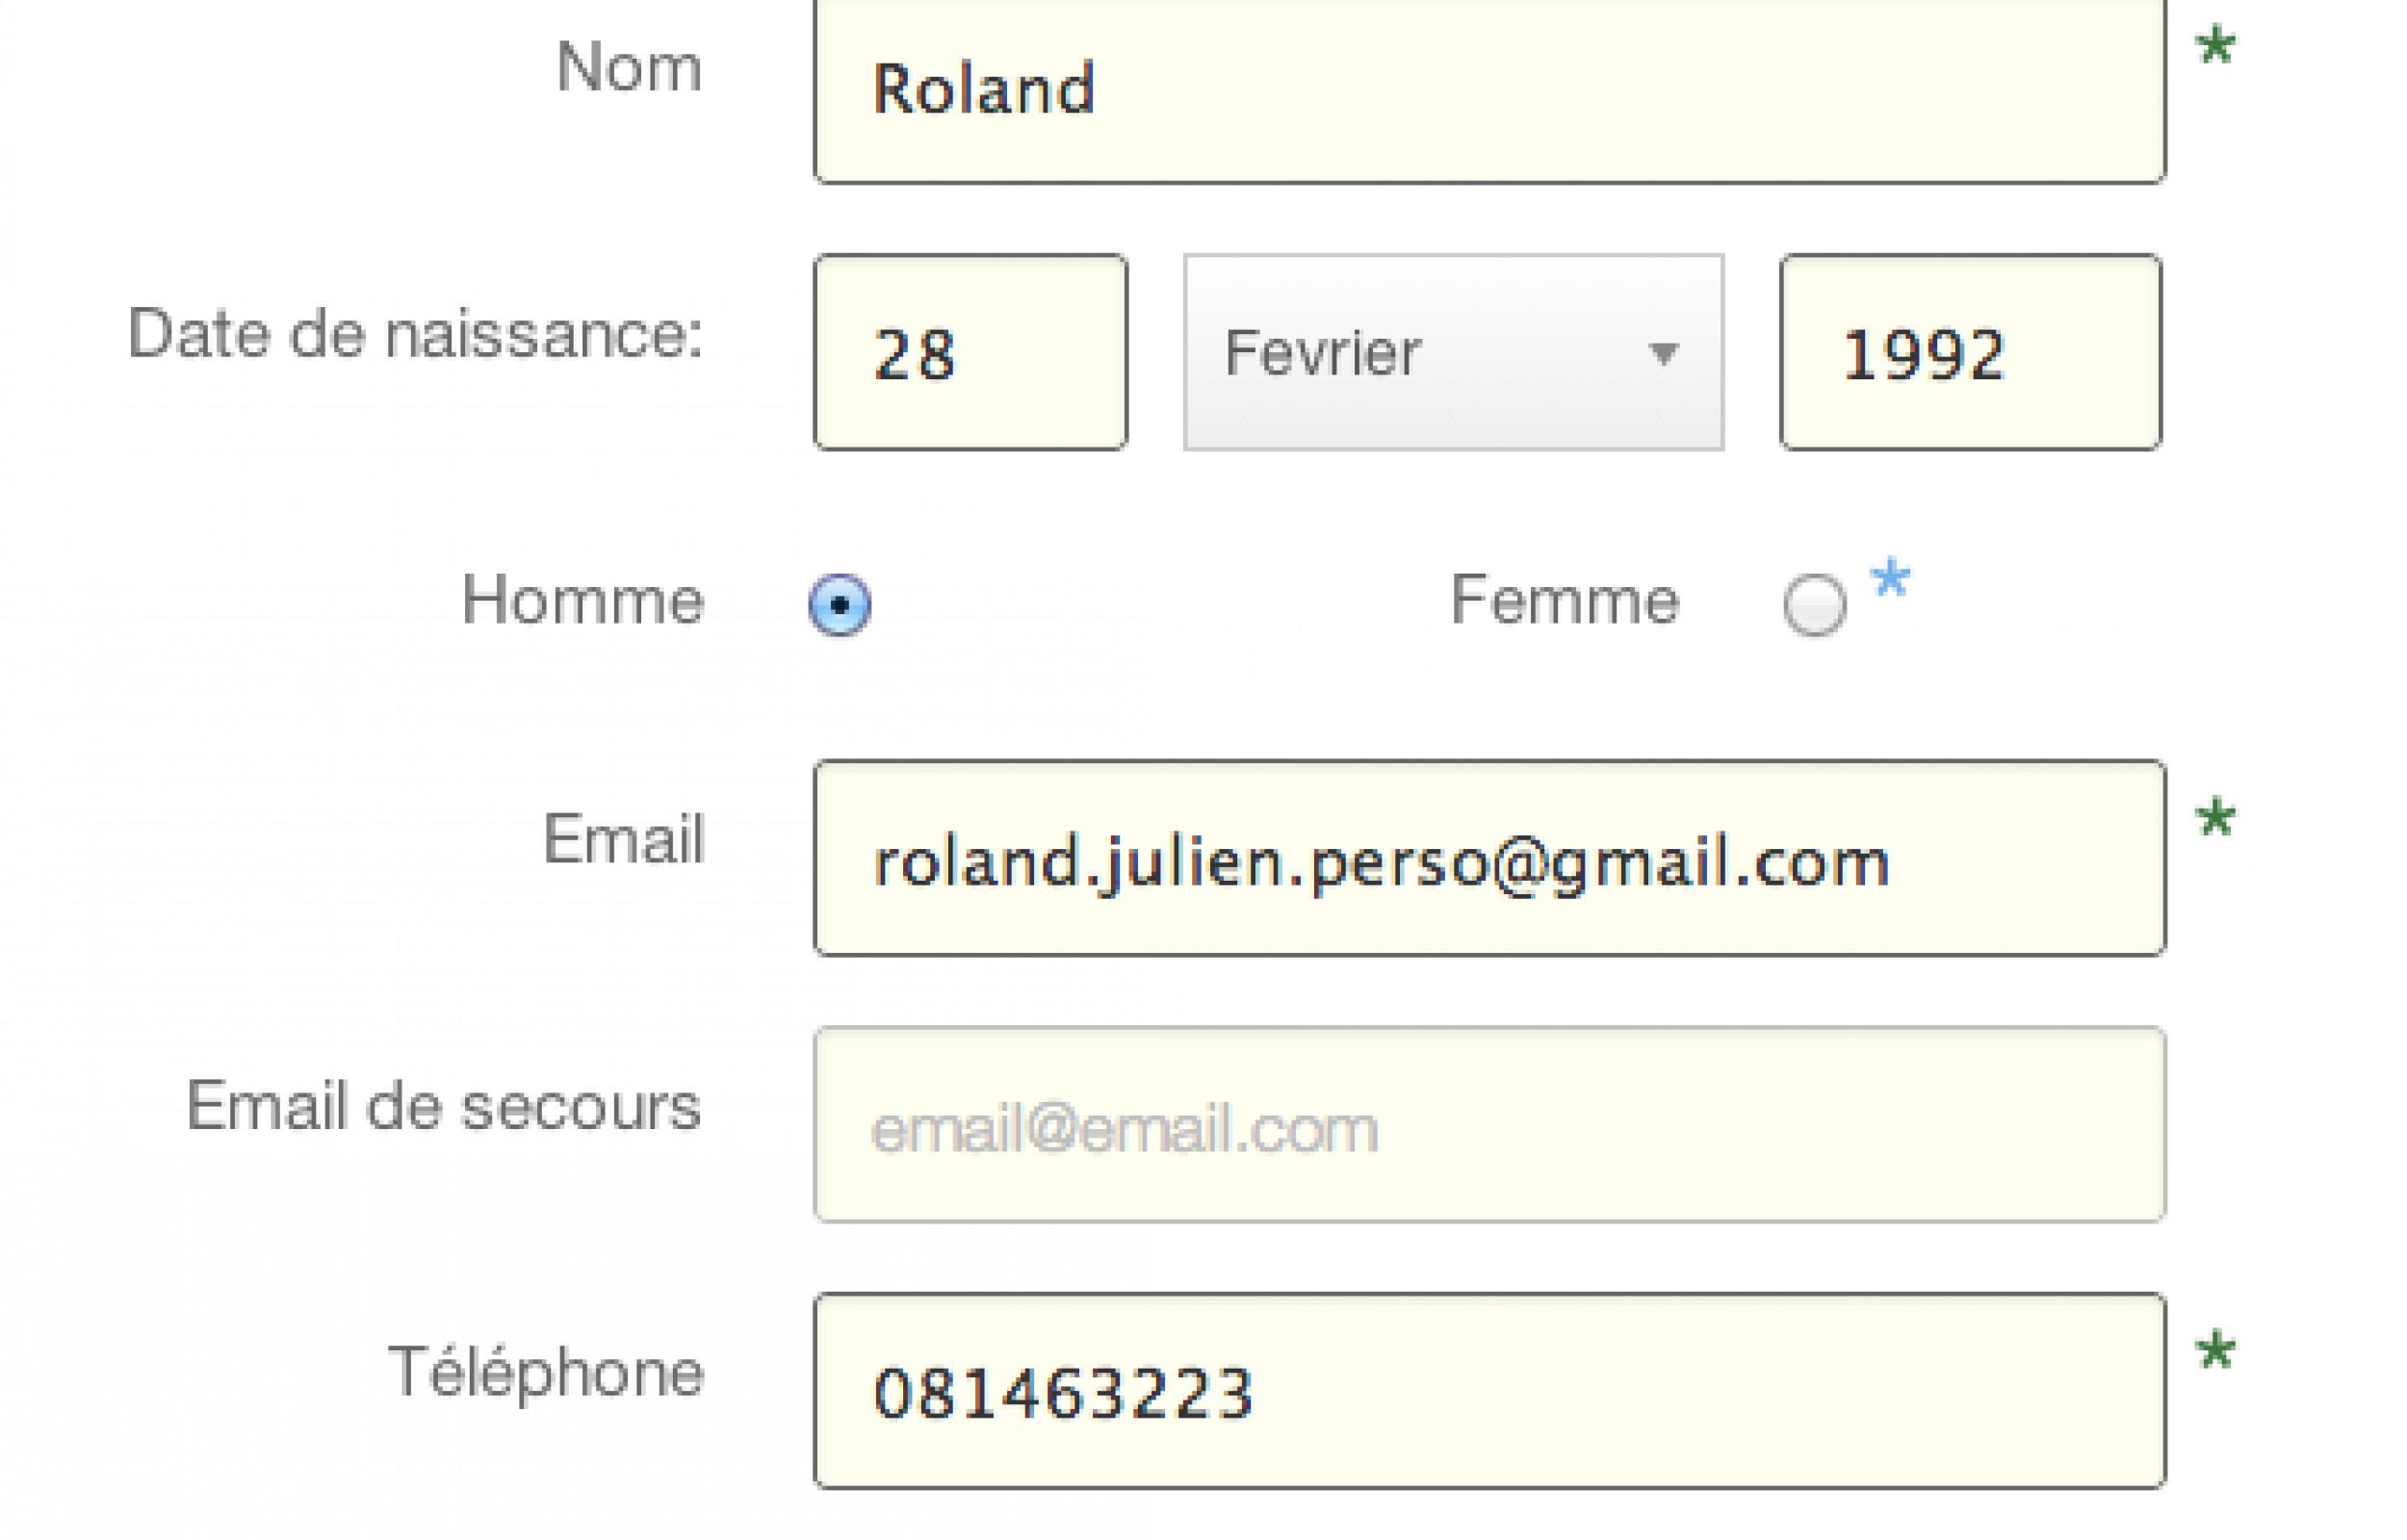 Nom Roland *
Date de naissance: 28 Fevrier 1992
Homme Femme *
Email roland.julien.perso@gmail.com *
Email de secours email@email.com
Téléphone 081463223 *